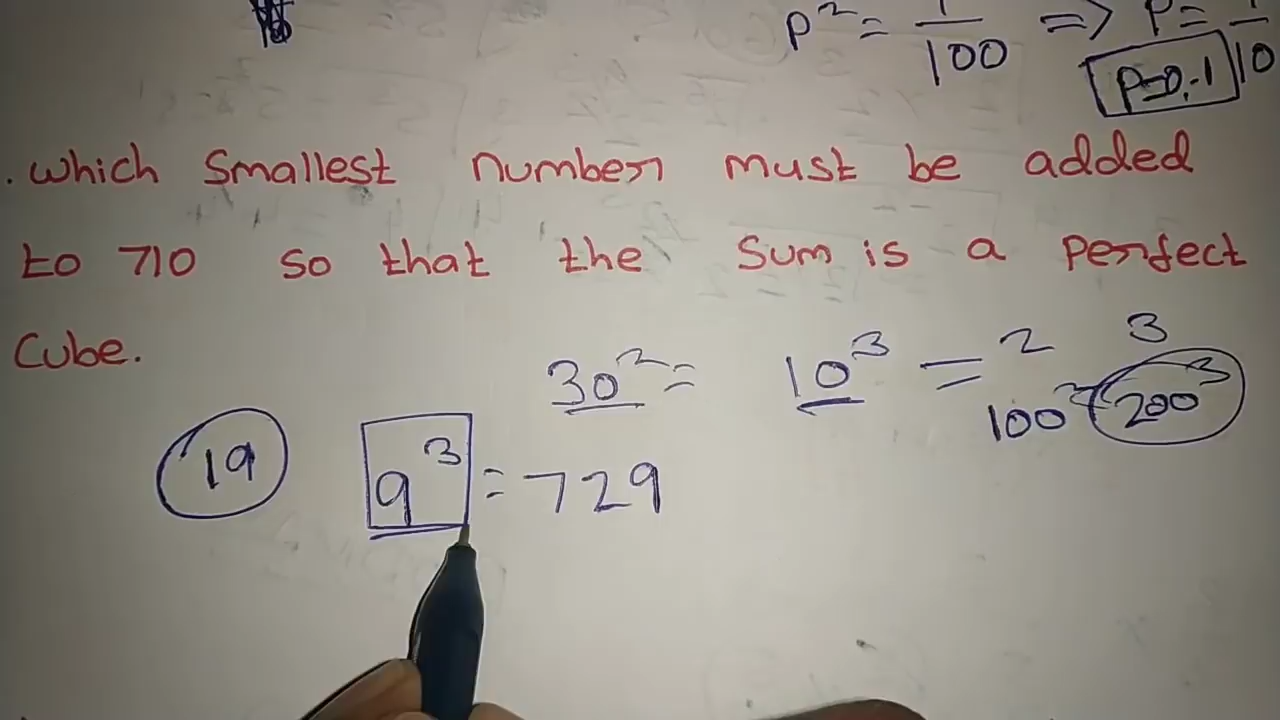 p² = 1/100 => P = 1/10
P=0.1
. which smallest number must be added
to 710 so that the sum is a perfect
cube.
30² = 10³ = 2 3
100² 200³
19 9³ = 729